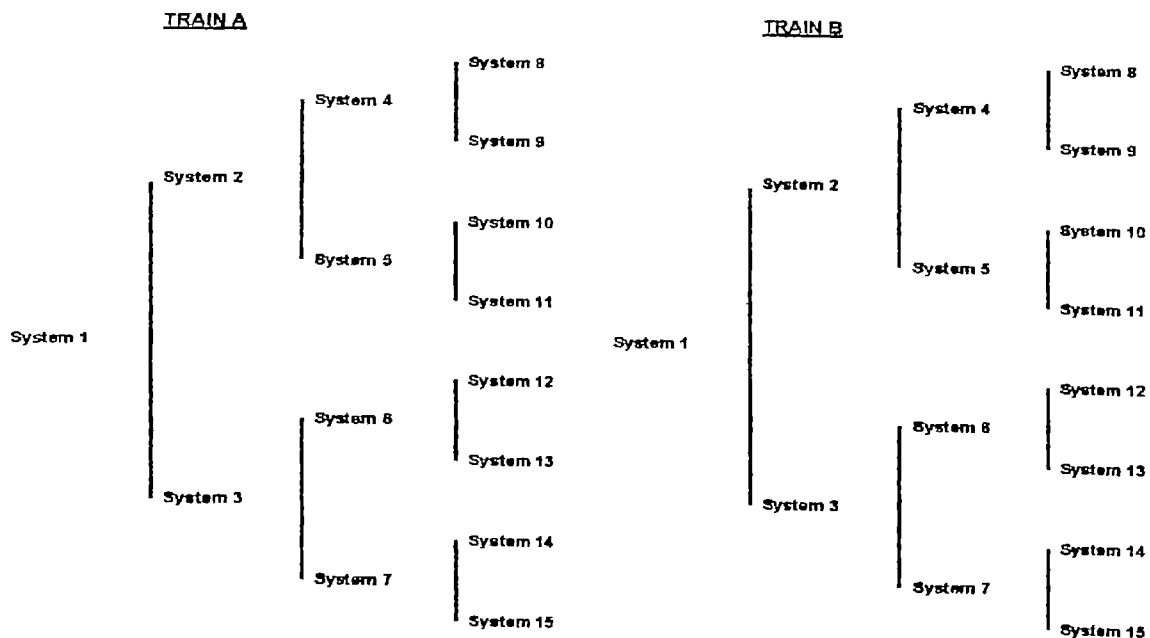 TRAIN A
System 8
System 4
System 9
System 2
System 10
System 5
System 11
System 1
System 12
System 6
System 13
System 3
System 14
System 7
System 15
TRAIN B
System 8
System 4
System 9
System 2
System 10
System 5
System 11
System 1
System 12
System 6
System 13
System 3
System 14
System 7
System 15